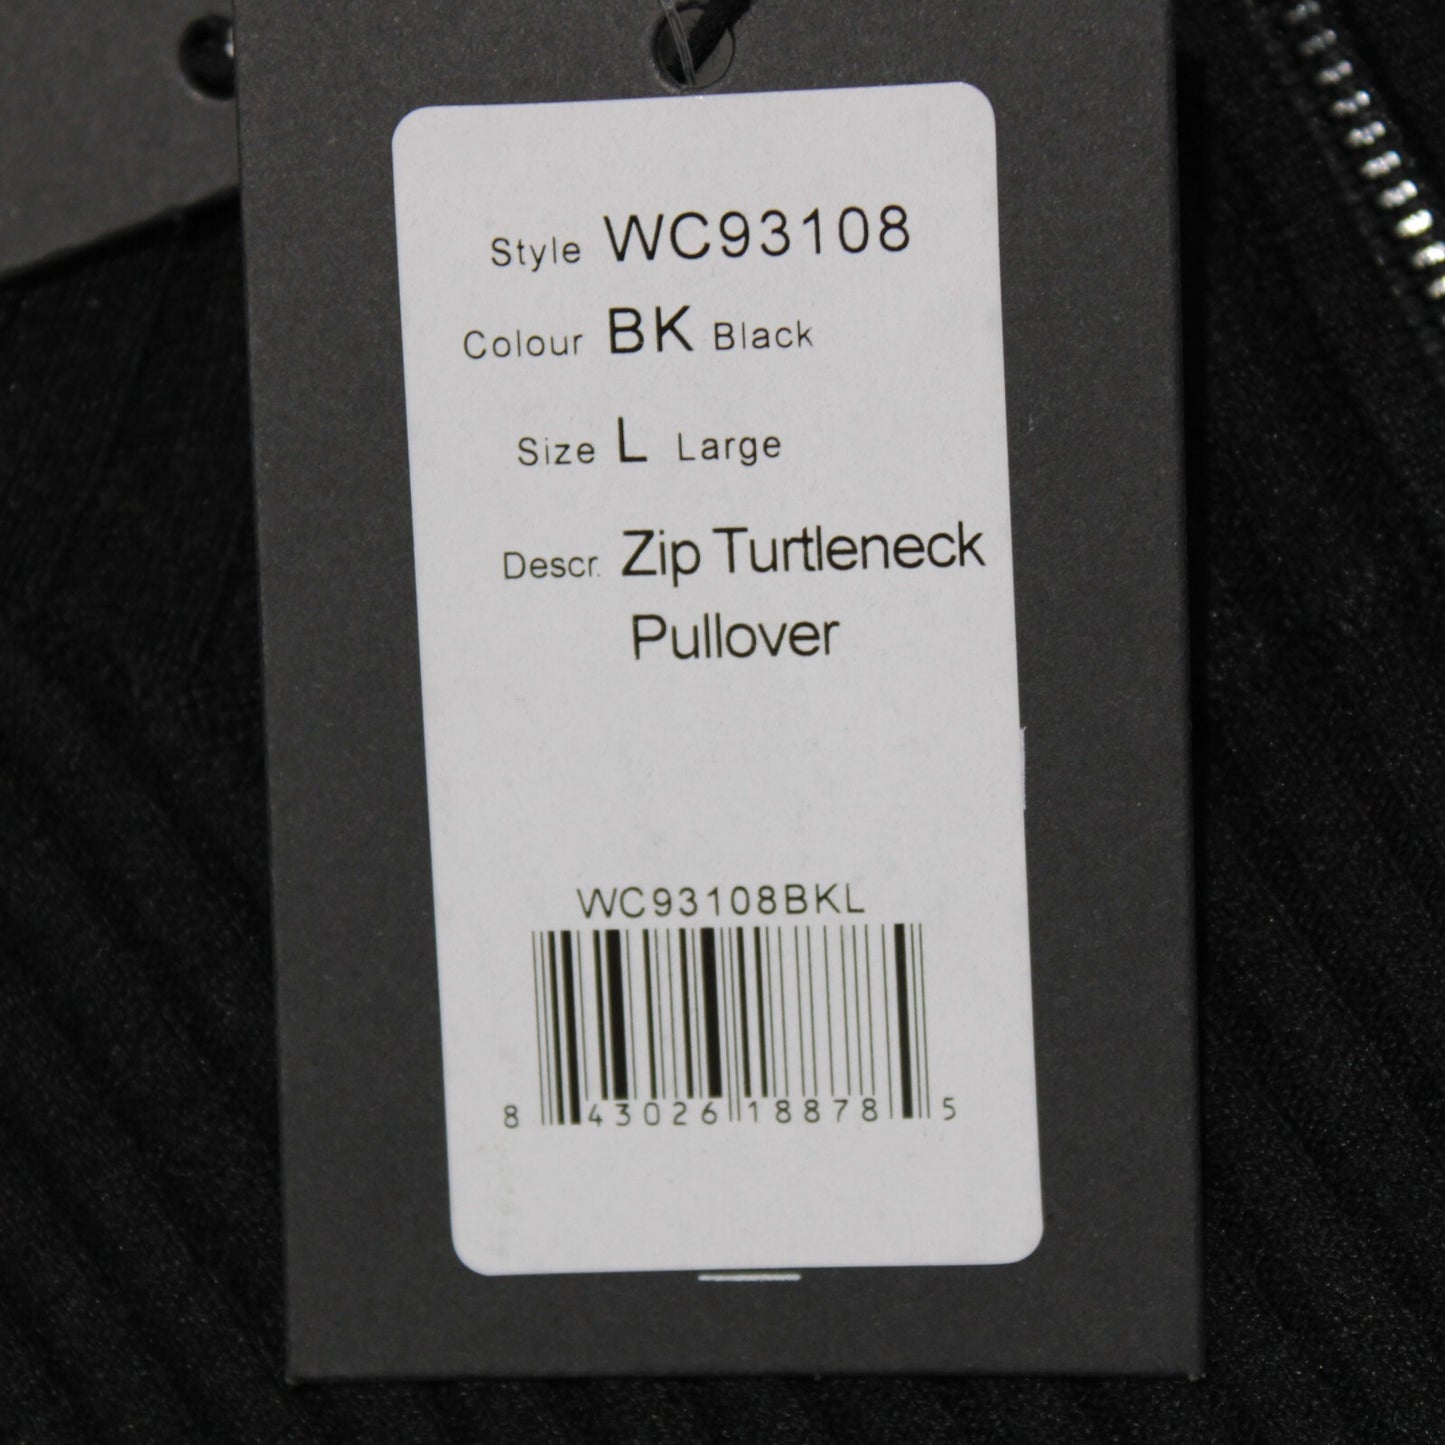 Style WC93108
Colour BK Black
Size L Large
Descr. Zip Turtleneck
Pullover
WC93108BKL
8 43026 18878 5